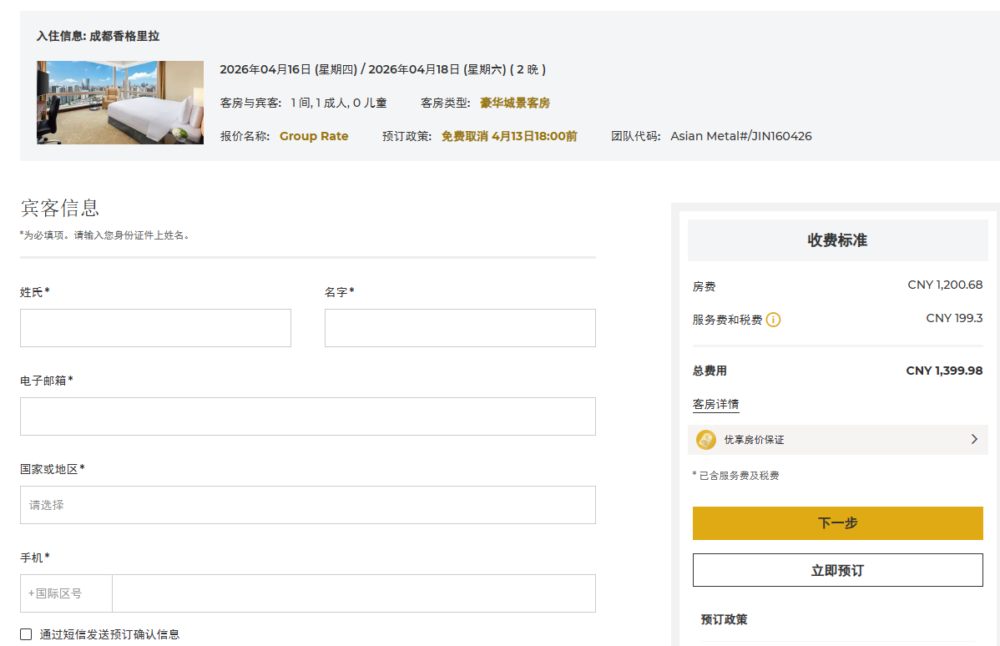 入住信息: 成都香格里拉
2026年04月16日 (星期四) / 2026年04月18日 (星期六) ( 2 晚 )
客房与宾客: 1 间, 1 成人, 0 儿童 客房类型: 豪华城景客房
报价名称: Group Rate 预订政策: 免费取消 4月13日18:00前 团队代码: Asian Metal#/JIN160426
宾客信息
*为必填项。请输入您身份证件上姓名。
姓氏* 名字*
电子邮箱*
国家或地区*
请选择
手机*
+国际区号
通过短信发送预订确认信息
收费标准
房费 CNY 1,200.68
服务费和税费 CNY 199.3
总费用 CNY 1,399.98
客房详情
优享房价保证
* 已含服务费及税费
下一步
立即预订
预订政策